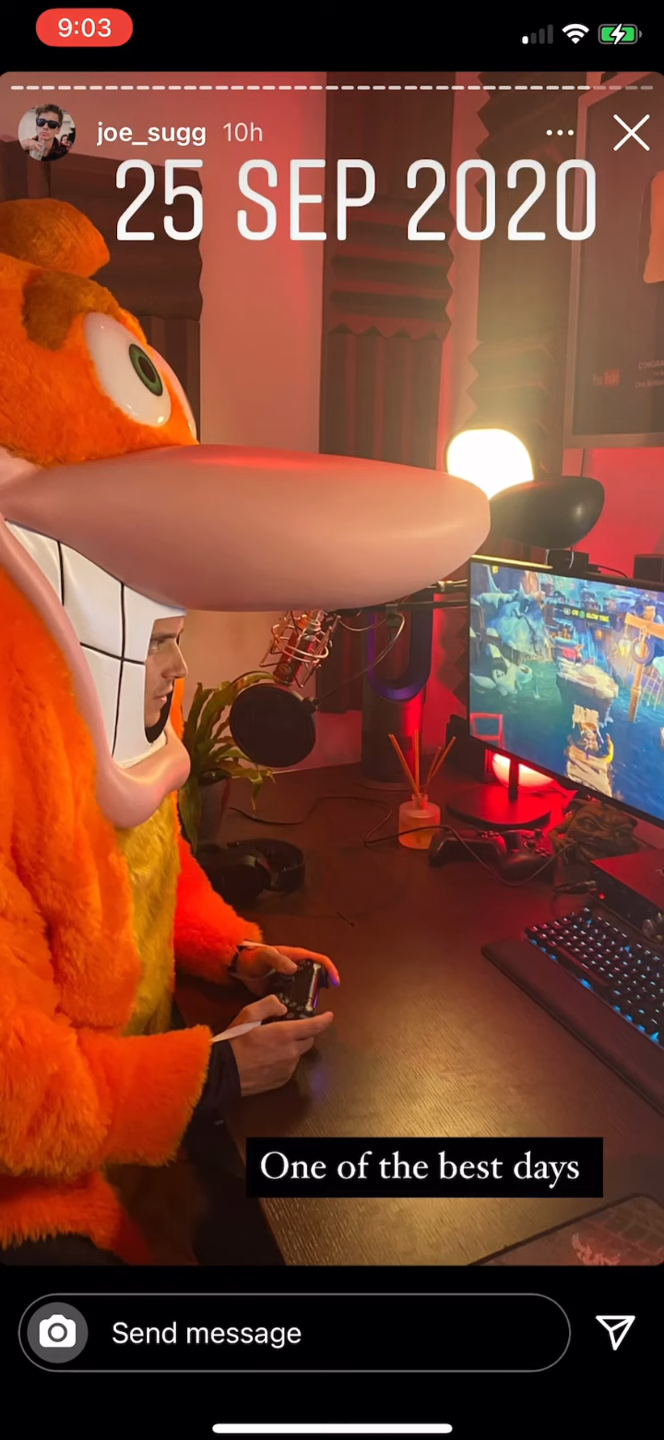 9:03
joe_sugg 10h
25 SEP 2020
One of the best days
Send message